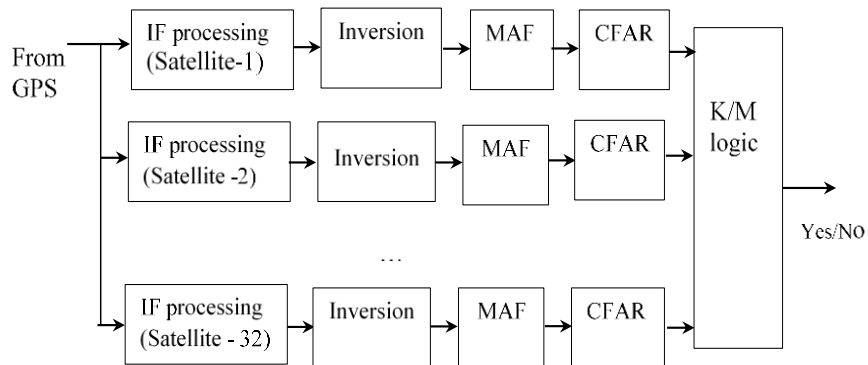 From
GPS
IF processing
(Satellite-1)
Inversion
MAF
CFAR
IF processing
(Satellite -2)
Inversion
MAF
CFAR
...
IF processing
(Satellite - 32)
Inversion
MAF
CFAR
K/M
logic
Yes/No